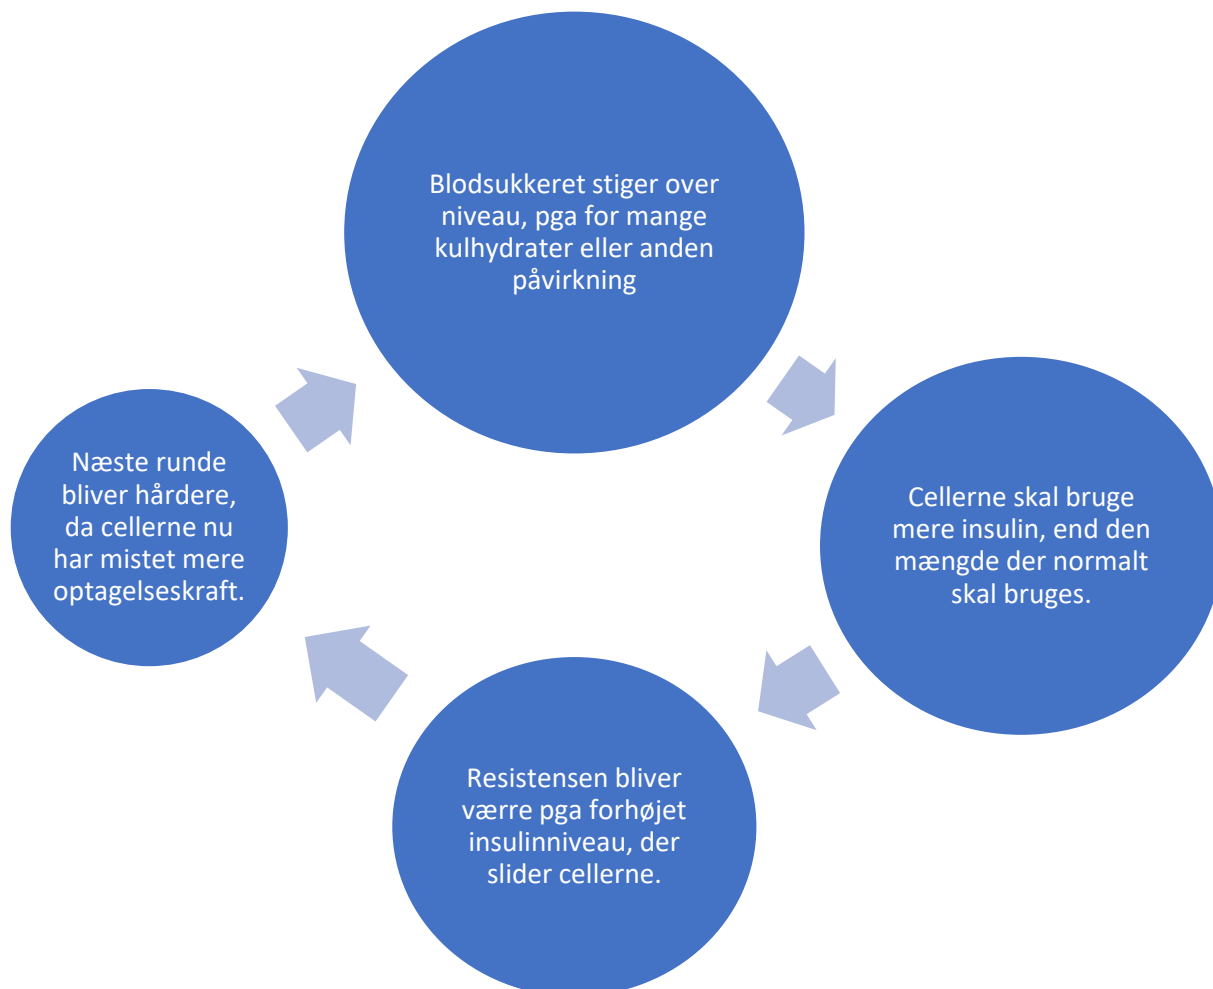 Blodsukkeret stiger over
niveau, pga for mange
kulhydrater eller anden
påvirkning
Cellerne skal bruge
mere insulin, end den
mængde der normalt
skal bruges.
Resistensen bliver
værre pga forhøjet
insulinniveau, der
slider cellerne.
Næste runde
bliver hårdere,
da cellerne nu
har mistet mere
optagelseskraft.